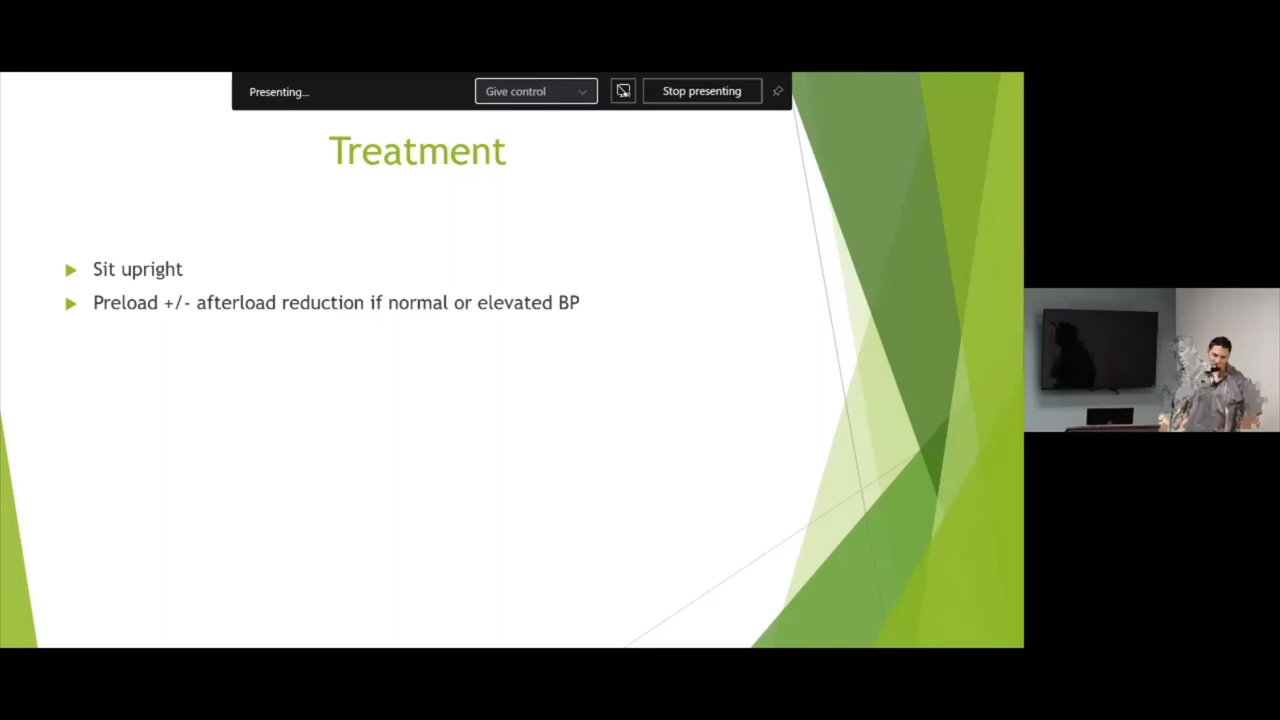 Presenting...
Give control
Stop presenting
Treatment
Sit upright
Preload +/- afterload reduction if normal or elevated BP